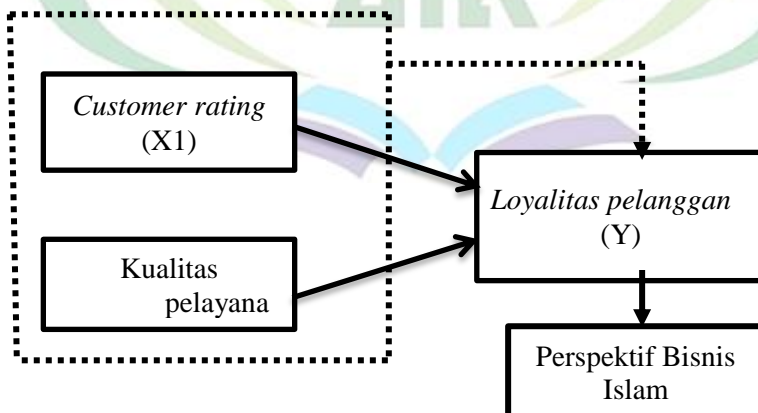 Customer rating
(X1)
Loyalitas pelanggan
(Y)
Kualitas
pelayana
Perspektif Bisnis
Islam